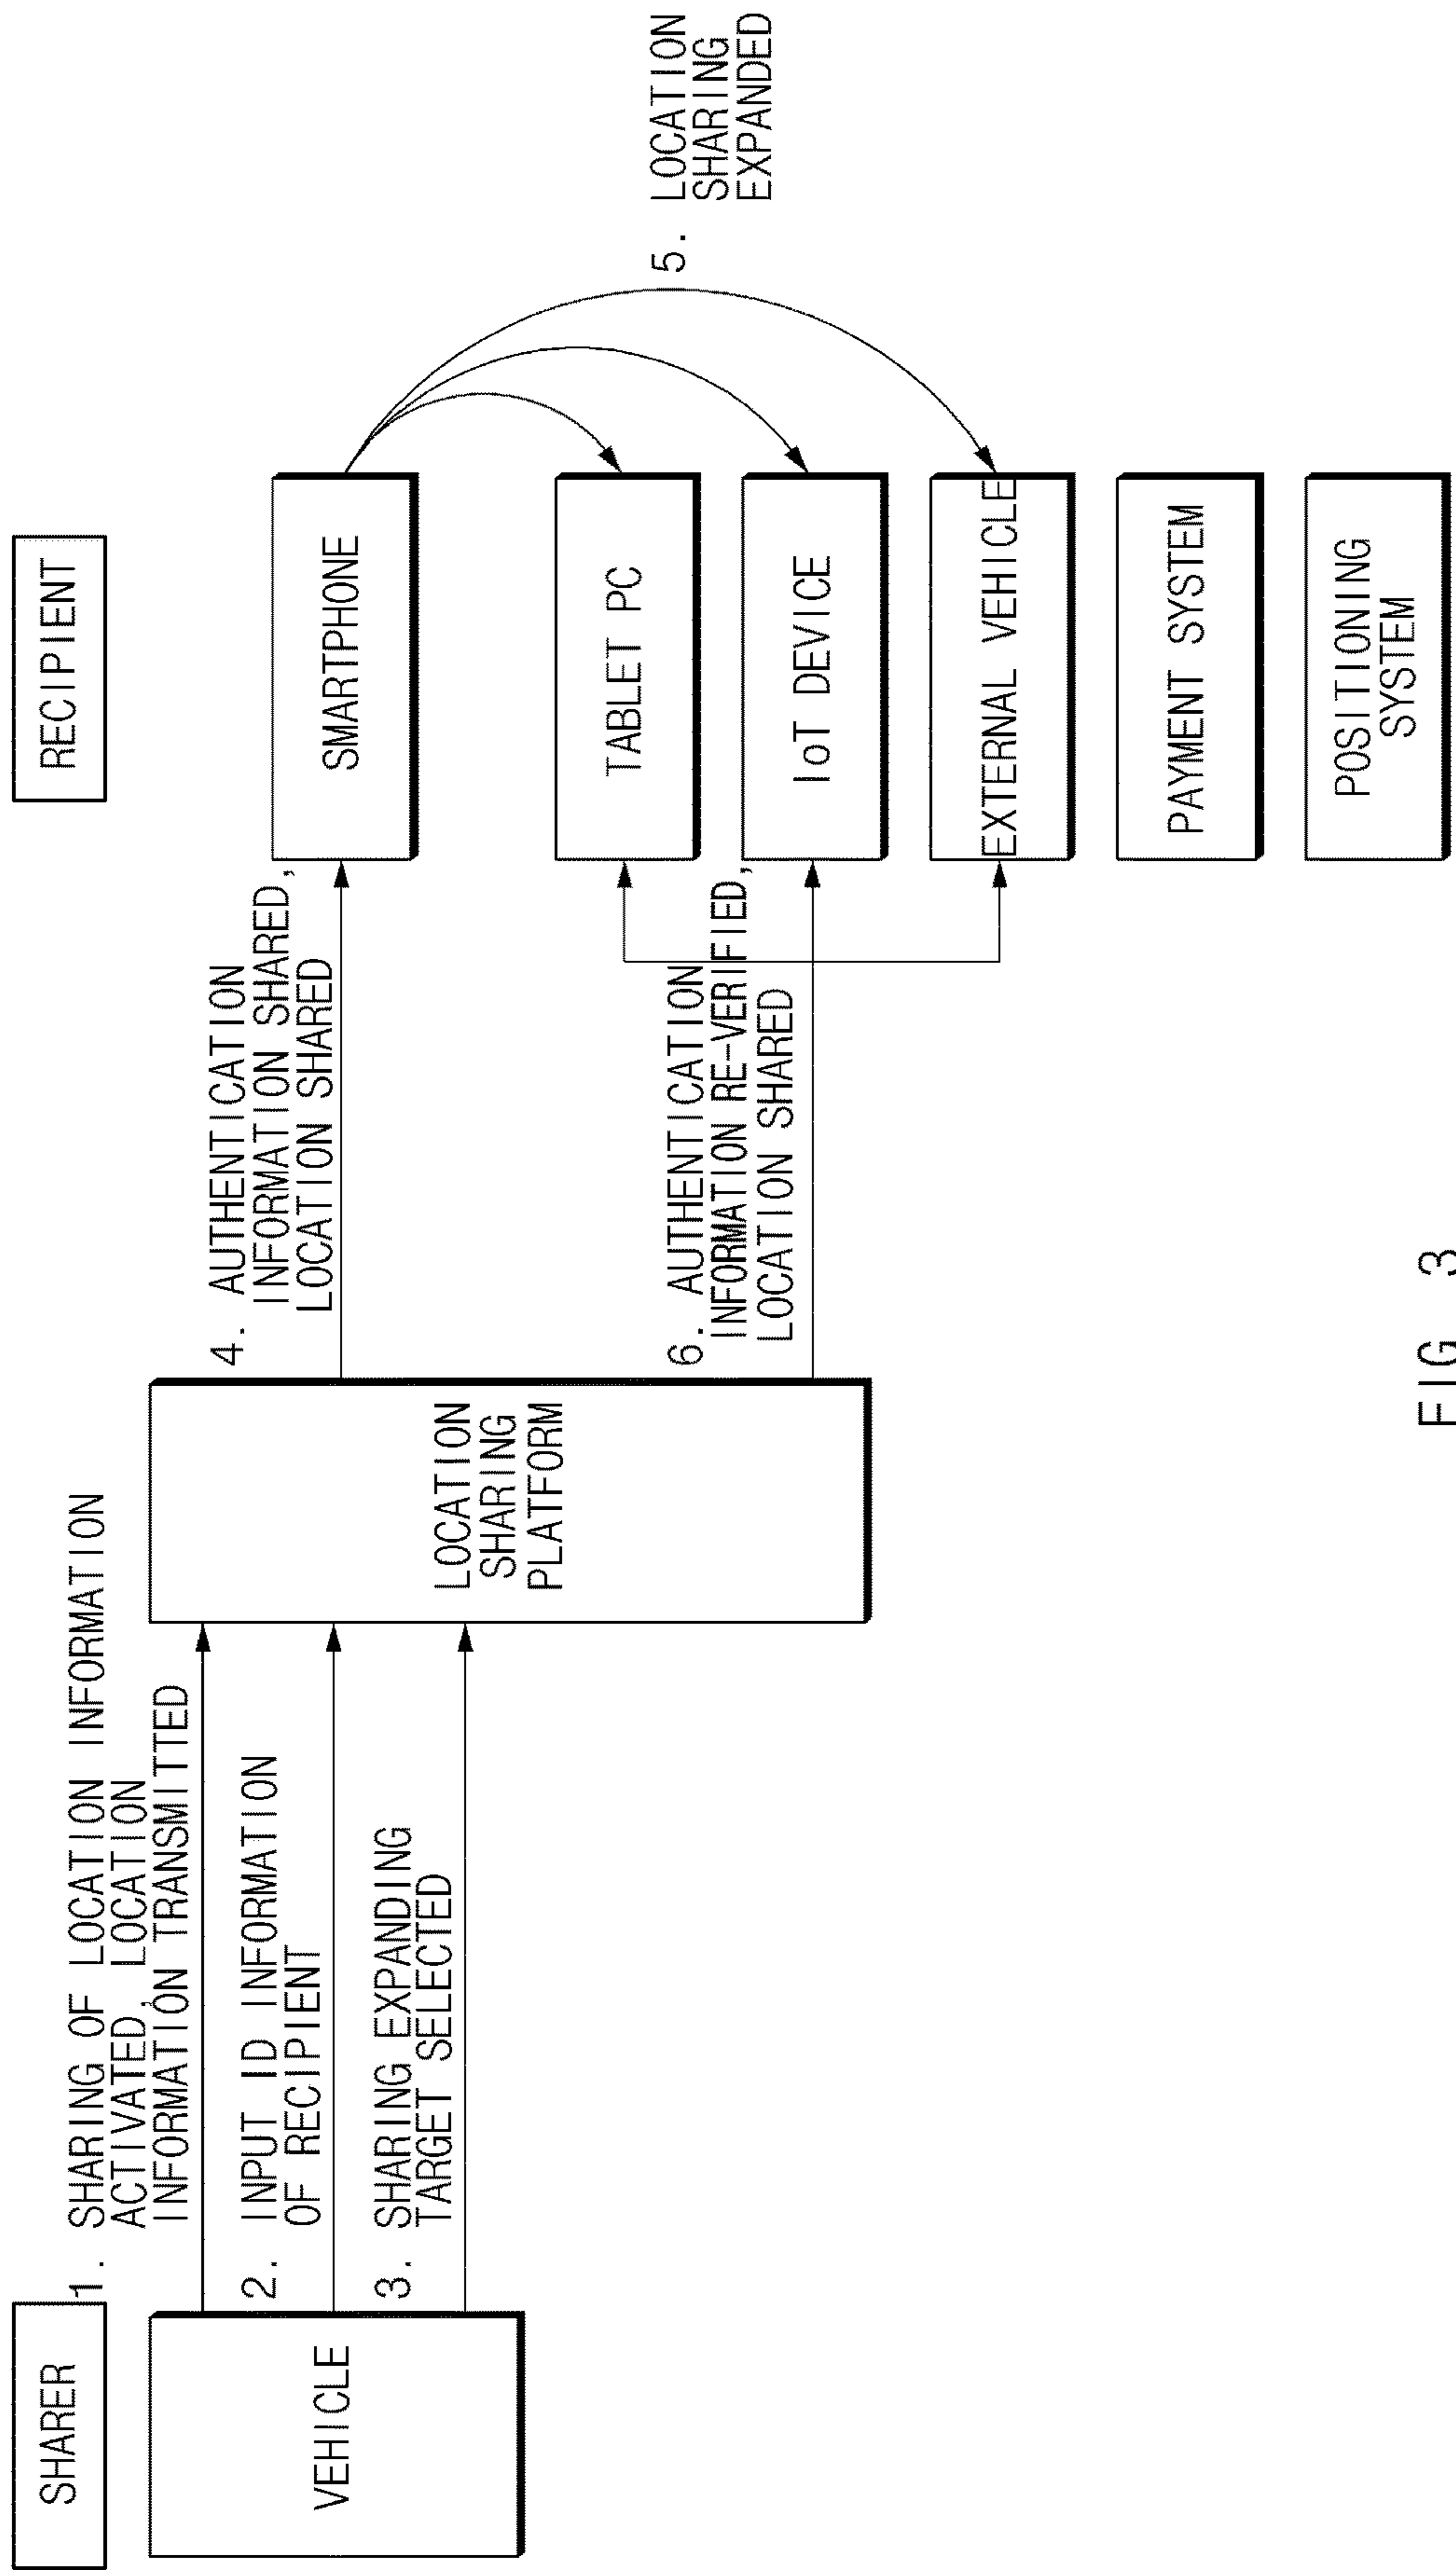 SHARER
RECIPIENT
1. SHARING OF LOCATION INFORMATION
ACTIVATED, LOCATION
INFORMATION TRANSMITTED
2. INPUT ID INFORMATION
OF RECIPIENT
3. SHARING EXPANDING
TARGET SELECTED
VEHICLE
LOCATION
SHARING
PLATFORM
4. AUTHENTICATION
INFORMATION SHARED,
LOCATION SHARED
SMARTPHONE
5. LOCATION
SHARING
EXPANDED
6. AUTHENTICATION
INFORMATION RE-VERIFIED,
LOCATION SHARED
TABLET PC
IoT DEVICE
EXTERNAL VEHICLE
PAYMENT SYSTEM
POSITIONING
SYSTEM
FIG. 3